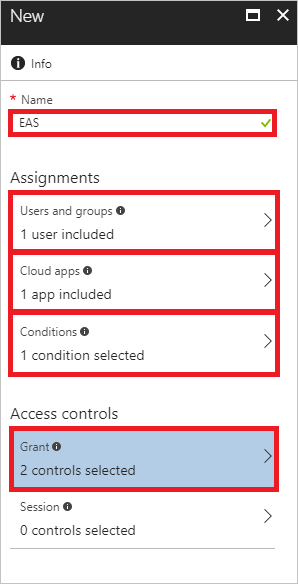 New
Info
* Name
EAS
Assignments
Users and groups
1 user included
Cloud apps
1 app included
Conditions
1 condition selected
Access controls
Grant
2 controls selected
Session
0 controls selected